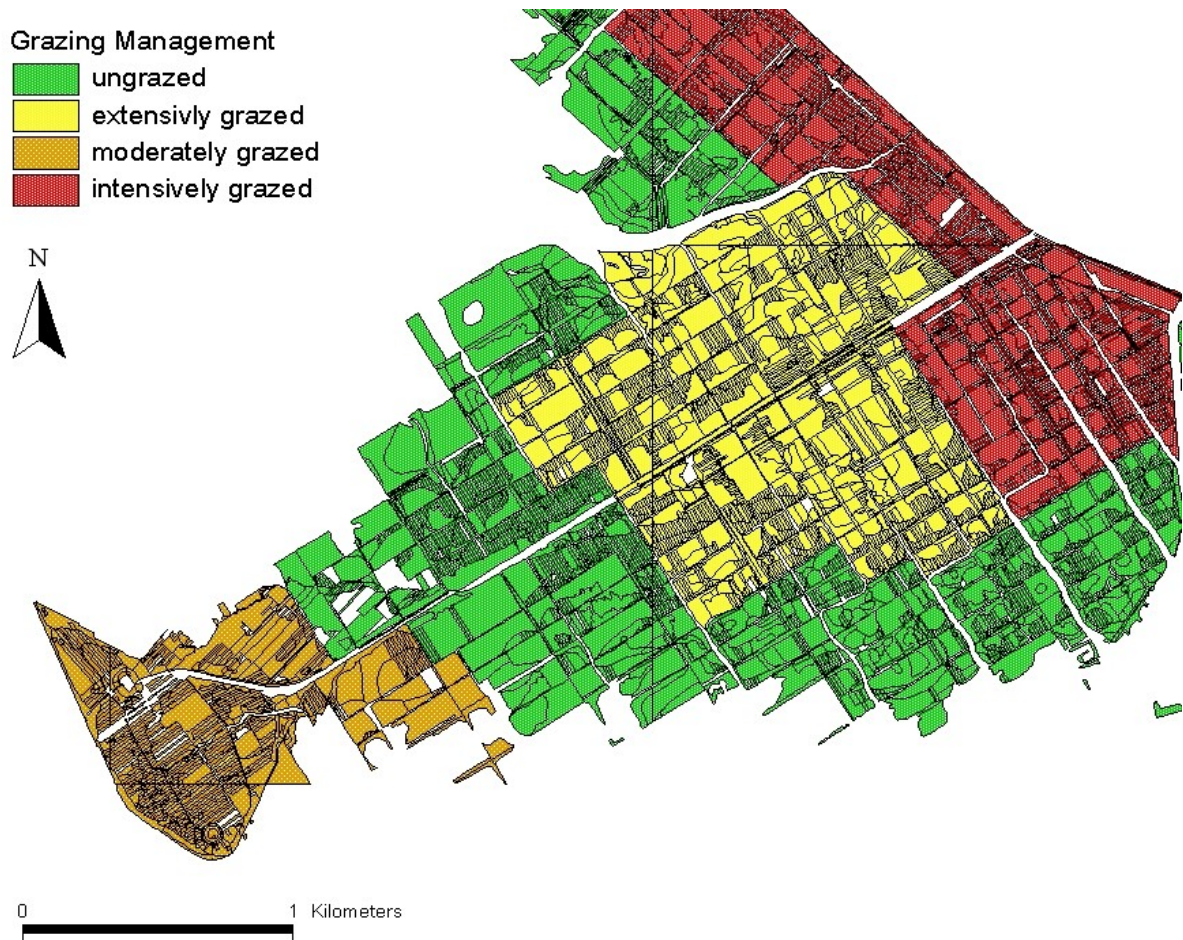 Grazing Management
ungrazed
extensivly grazed
moderately grazed
intensively grazed
N
0 1 Kilometers